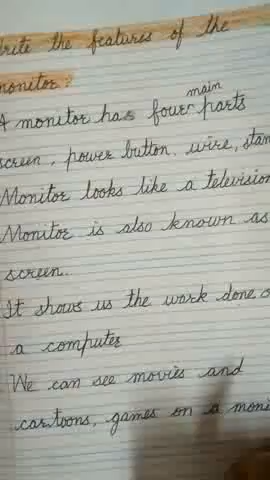 rite the features of the
monitor?
A monitor has four main parts
screen, power button, wire, stan
Monitor looks like a television
Monitor is also known as
screen.
It shows us the work done o
a computer
We can see movies and
cartoons, games on a moni